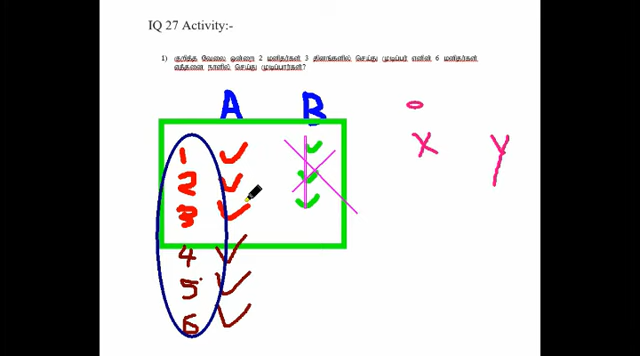 IQ 27 Activity:-
1) குறித்த வேலை ஒன்றை 2 மனிதர்கள் 3 தினங்களில் செய்து முடிப்பர் எனின் 6 மனிதர்கள்
எத்தனை நாளில் செய்து முடிப்பார்கள்?
A B
x y
1
2
3
4
5
6